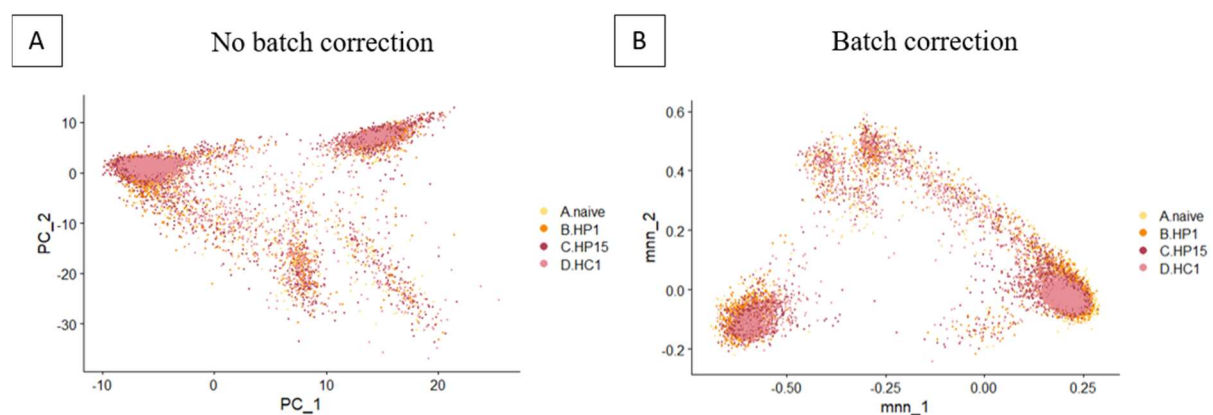 A
No batch correction
10
0
-10
-20
-30
PC_2
-10
0
10
20
PC_1
A.naive
B.HP1
C.HP15
D.HC1
B
Batch correction
0.6
0.4
0.2
0.0
-0.2
mnn_2
-0.50
-0.25
0.00
0.25
mnn_1
A.naive
B.HP1
C.HP15
D.HC1